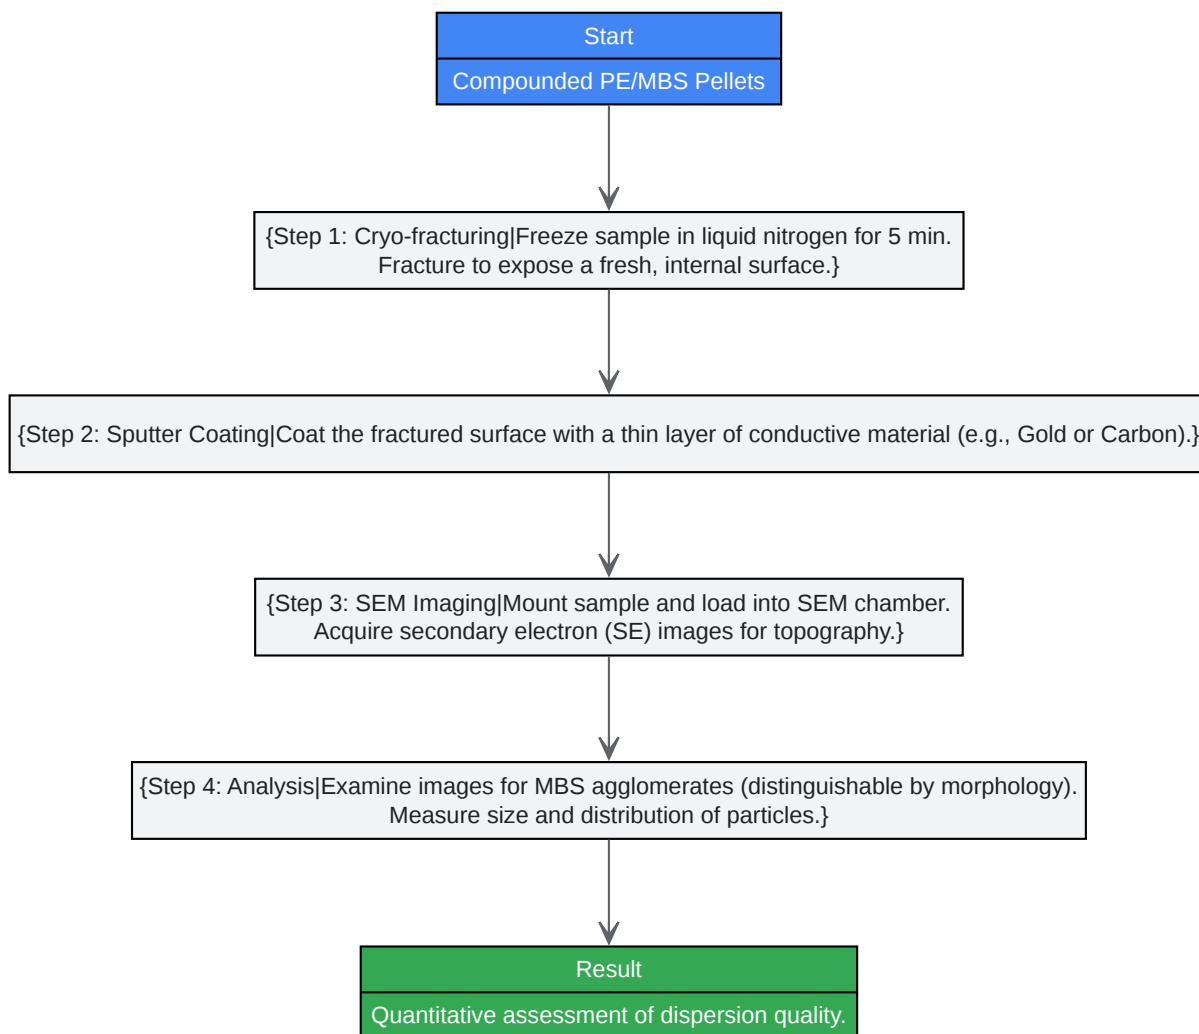 Start
Compounded PE/MBS Pellets
{Step 1: Cryo-fracturing|Freeze sample in liquid nitrogen for 5 min.
Fracture to expose a fresh, internal surface.}
{Step 2: Sputter Coating|Coat the fractured surface with a thin layer of conductive material (e.g., Gold or Carbon).}
{Step 3: SEM Imaging|Mount sample and load into SEM chamber.
Acquire secondary electron (SE) images for topography.}
{Step 4: Analysis|Examine images for MBS agglomerates (distinguishable by morphology).
Measure size and distribution of particles.}
Result
Quantitative assessment of dispersion quality.